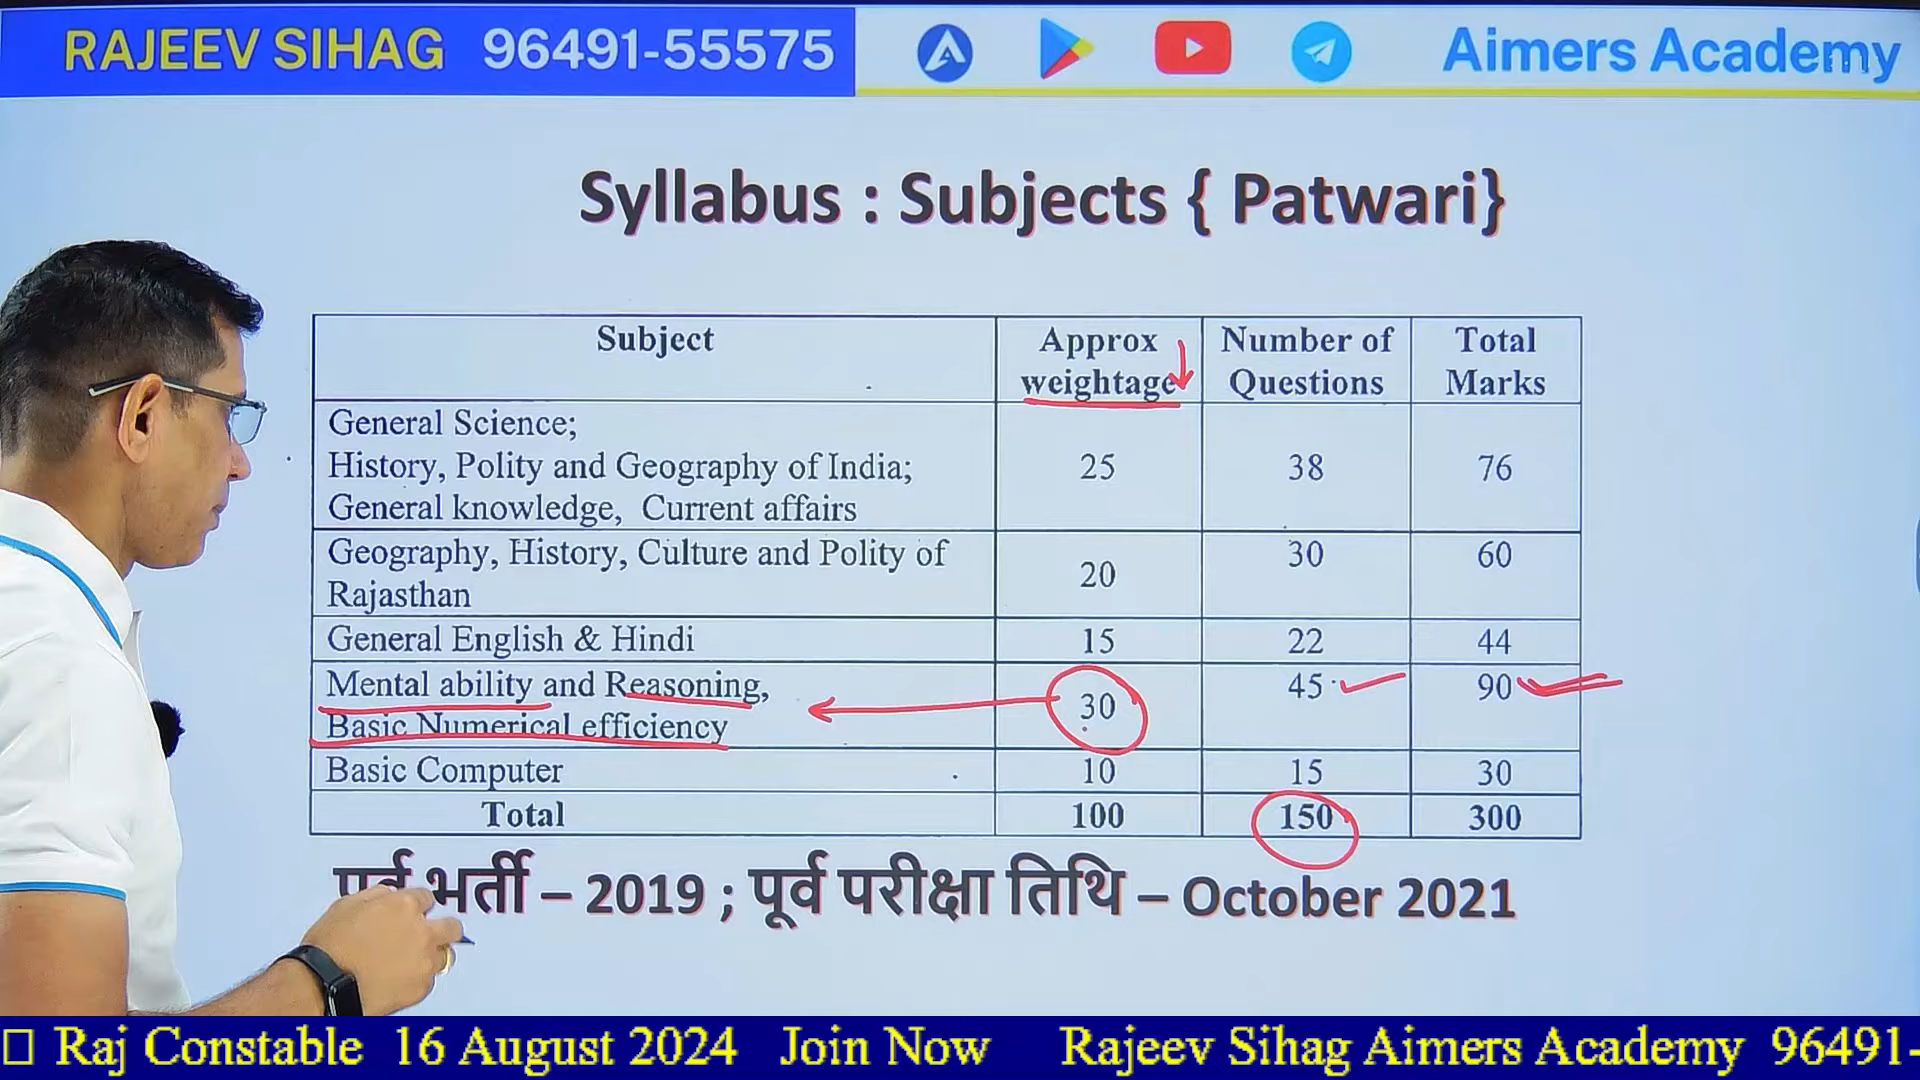 RAJEEV SIHAG 96491-55575 Aimers Academy
Syllabus : Subjects { Patwari}
Subject Approx weightage Number of Questions Total Marks
General Science;
History, Polity and Geography of India; 25 38 76
General knowledge, Current affairs
Geography, History, Culture and Polity of 20 30 60
Rajasthan
General English & Hindi 15 22 44
Mental ability and Reasoning, 30 45 90
Basic Numerical efficiency
Basic Computer 10 15 30
Total 100 150 300
पूर्व भर्ती – 2019 ; पूर्व परीक्षा तिथि – October 2021
Raj Constable 16 August 2024 Join Now Rajeev Sihag Aimers Academy 96491-